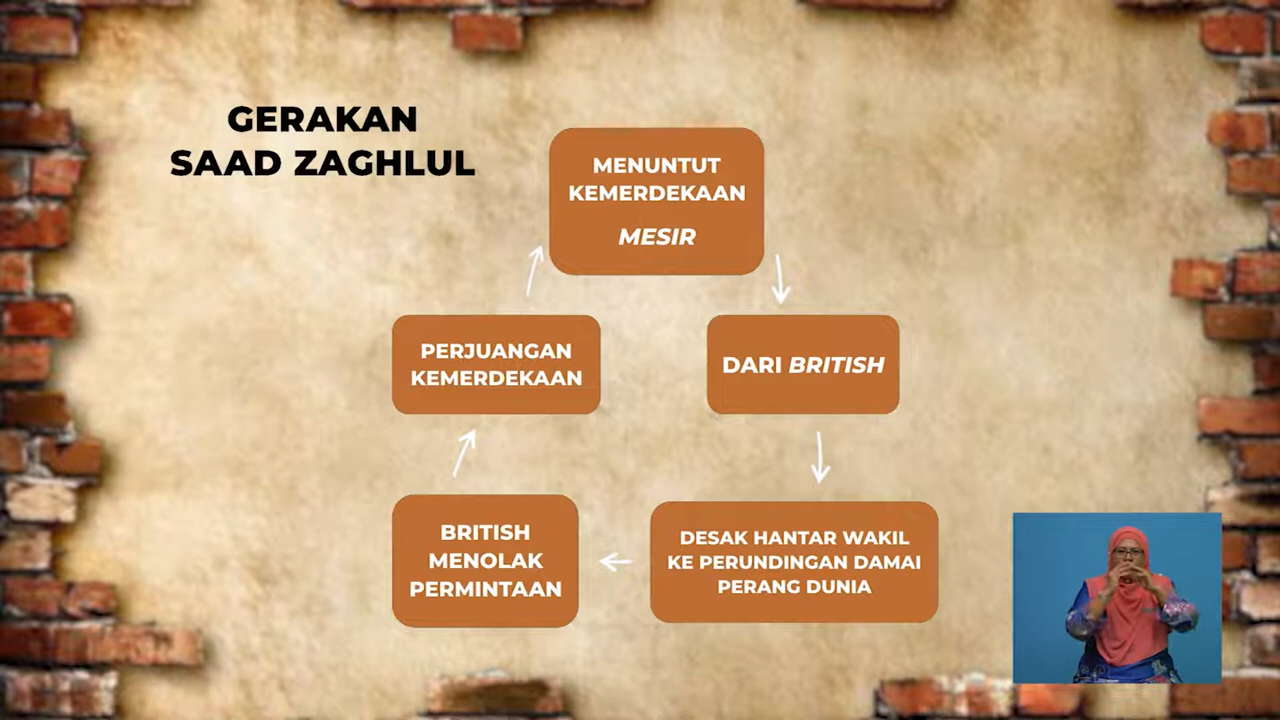 GERAKAN
SAAD ZAGHLUL
MENUNTUT
KEMERDEKAAN
MESIR
DARI BRITISH
DESAK HANTAR WAKIL
KE PERUNDINGAN DAMAI
PERANG DUNIA
BRITISH
MENOLAK
PERMINTAAN
PERJUANGAN
KEMERDEKAAN